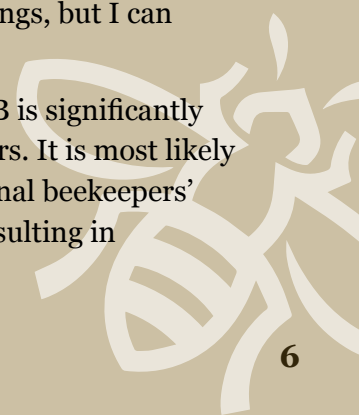 ngs, but I can
B is significantly
rs. It is most likely
nal beekeepers’
sulting in
6